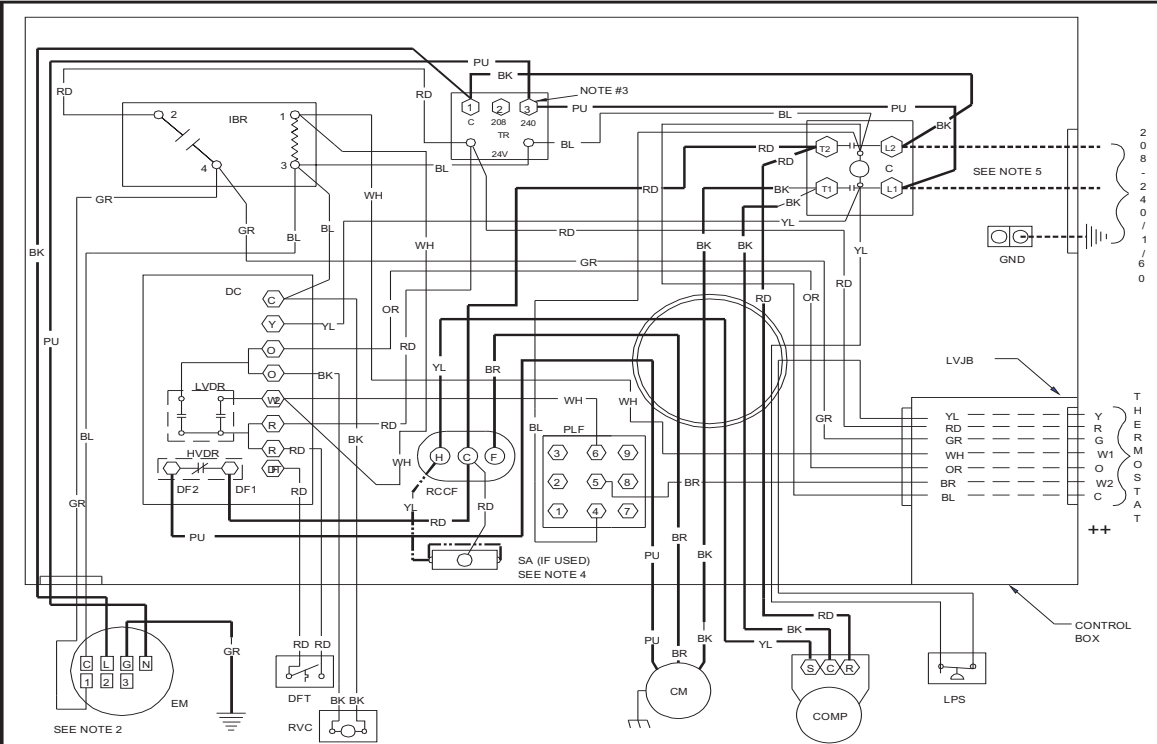 PU
BK
RD
NOTE #3
1
2
3
C
208
240
TR
24V
PU
BL
BK
2
IBR
1
4
3
RD
BL
BL
RD
RD
T2
L2
C
T1
L1
SEE NOTE 5
208-240/1/60
GND
WH
RD
BK
BK
YL
YL
GR
GR
BL
BL
WH
RD
GR
BK
BK
BK
PU
DC
C
Y
YL
O
O
BK
W2
R
RD
R
RD
DFT
LVDR
HVDR
DF2
DF1
RD
OR
RD
BK
YL
BR
RD
OR
RD
LVJB
WH
WH
GR
BL
GR
WH
H
C
F
RCCF
YL
RD
RD
PU
BL
PLF
3
6
9
2
5
8
1
4
7
BR
SA (IF USED)
SEE NOTE 4
PU
BR
BK
YL
RD
GR
WH
OR
BR
BL
Y
R
G
W1
O
W2
C
THERMOSTAT
++
CONTROL
BOX
C
L
G
N
1
2
3
EM
SEE NOTE 2
GR
RD
RD
DFT
BK
BK
RVC
PU
BR
BK
CM
YL
BK
RD
S
C
R
COMP
LPS